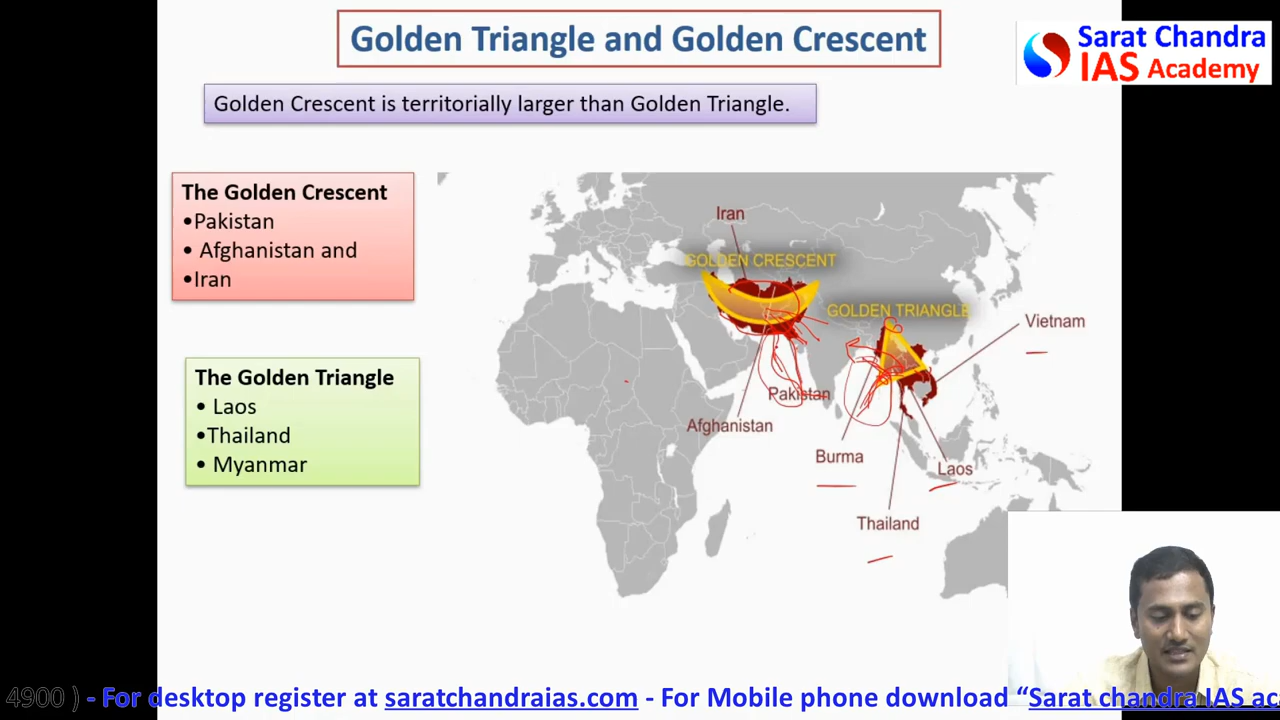 Golden Triangle and Golden Crescent
Sarat Chandra
IAS Academy
Golden Crescent is territorially larger than Golden Triangle.
The Golden Crescent
•Pakistan
• Afghanistan and
•Iran
The Golden Triangle
• Laos
•Thailand
• Myanmar
Iran
GOLDEN CRESCENT
GOLDEN TRIANGLE
Vietnam
Pakistan
Afghanistan
Burma
Laos
Thailand
4900 ) - For desktop register at saratchandraias.com - For Mobile phone download “Sarat chandra IAS ac